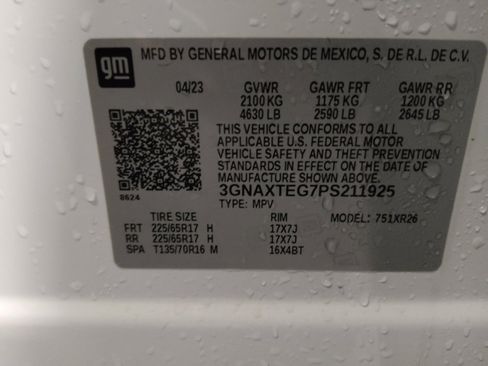 gm
MFD BY GENERAL MOTORS DE MEXICO, S. DE R.L. DE C.V.
04/23 GVWR GAWR FRT GAWR RR
2100 KG 1175 KG 1200 KG
4630 LB 2590 LB 2645 LB
THIS VEHICLE CONFORMS TO ALL
APPLICABLE U.S. FEDERAL MOTOR
VEHICLE SAFETY AND THEFT PREVENTION
STANDARDS IN EFFECT ON THE DATE OF
MANUFACTURE SHOWN ABOVE.
8624 3GNAXTEG7PS211925
TYPE: MPV MODEL: 751XR26
TIRE SIZE RIM
FRT 225/65R17 H 17X7J
RR 225/65R17 H 17X7J
SPA T135/70R16 M 16X4BT